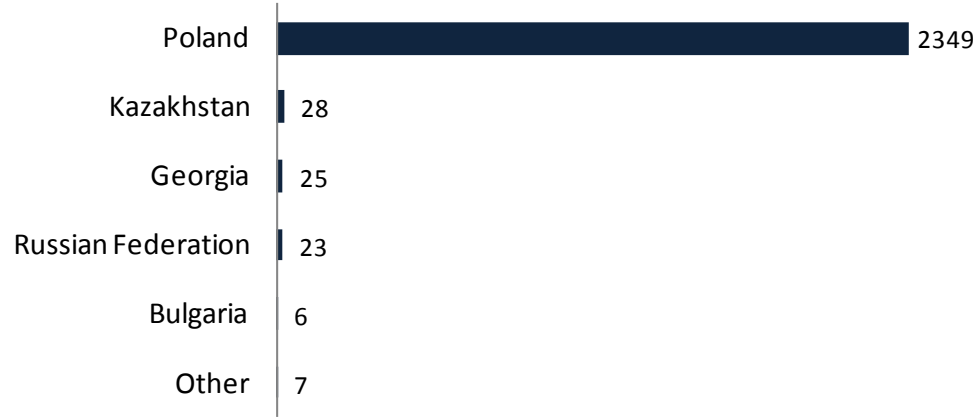 Poland 2349
Kazakhstan 28
Georgia 25
Russian Federation 23
Bulgaria 6
Other 7